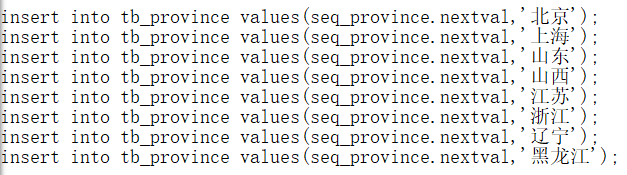 insert into tb_province values(seq_province.nextval,'北京');
insert into tb_province values(seq_province.nextval,'上海');
insert into tb_province values(seq_province.nextval,'山东');
insert into tb_province values(seq_province.nextval,'山西');
insert into tb_province values(seq_province.nextval,'江苏');
insert into tb_province values(seq_province.nextval,'浙江');
insert into tb_province values(seq_province.nextval,'辽宁');
insert into tb_province values(seq_province.nextval,'黑龙江');